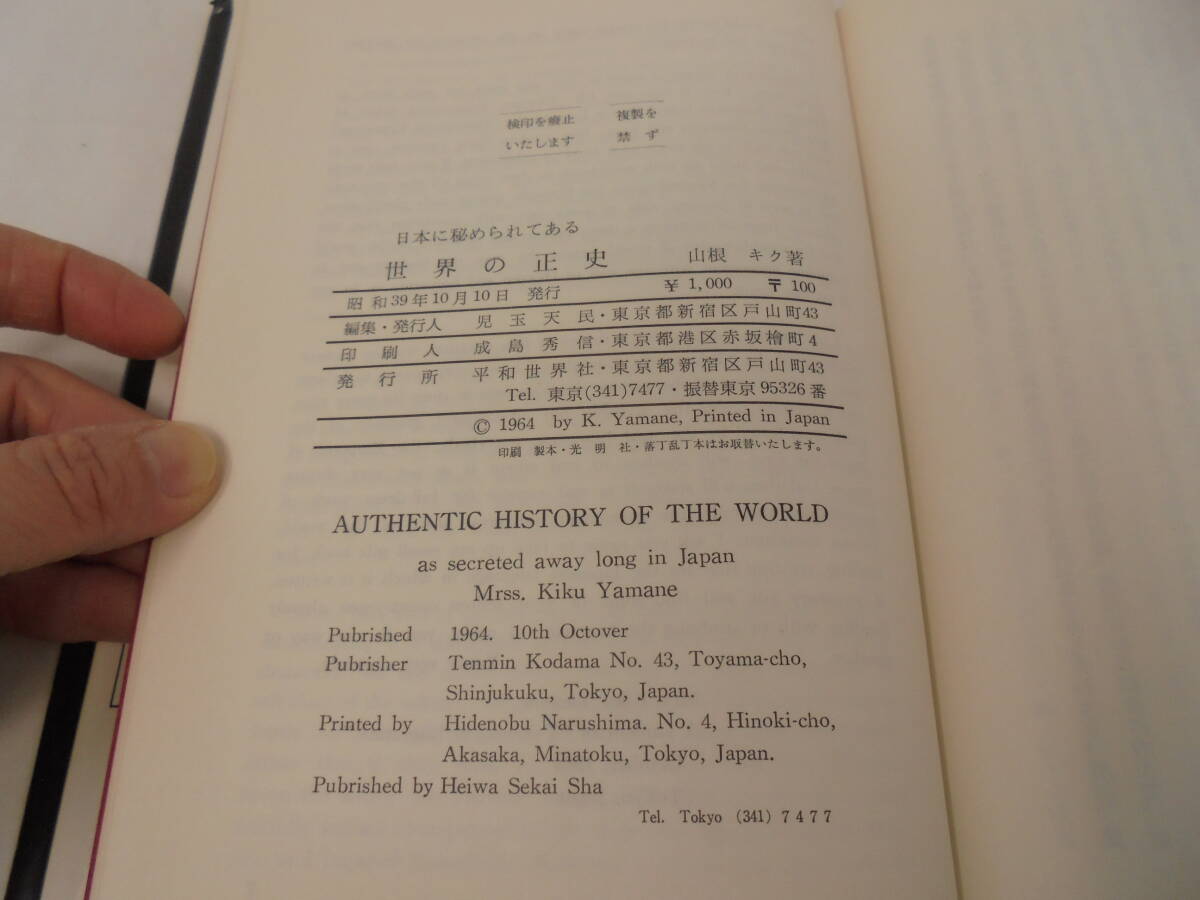 検印を廃止
いたします
複製を
禁ず
日本に秘められてある
世界の正史 山根 キク著
昭和39年10月10日 発行 ¥ 1,000 〒 100
編集・発行人 児玉天民・東京都新宿区戸山町43
印刷人 成島秀信・東京都港区赤坂檜町4
発行所 平和世界社・東京都新宿区戸山町43
Tel. 東京(341)7477・振替東京 95326 番
© 1964 by K. Yamane, Printed in Japan
印刷 製本・光明社・落丁乱丁本はお取替いたします。
AUTHENTIC HISTORY OF THE WORLD
as secreted away long in Japan
Mrss. Kiku Yamane
Pubrished 1964. 10th Octover
Pubrisher Tenmin Kodama No. 43, Toyama-cho,
Shinjukuku, Tokyo, Japan.
Printed by Hidenobu Narushima. No. 4, Hinoki-cho,
Akasaka, Minatoku, Tokyo, Japan.
Pubrished by Heiwa Sekai Sha
Tel. Tokyo (341) 7477